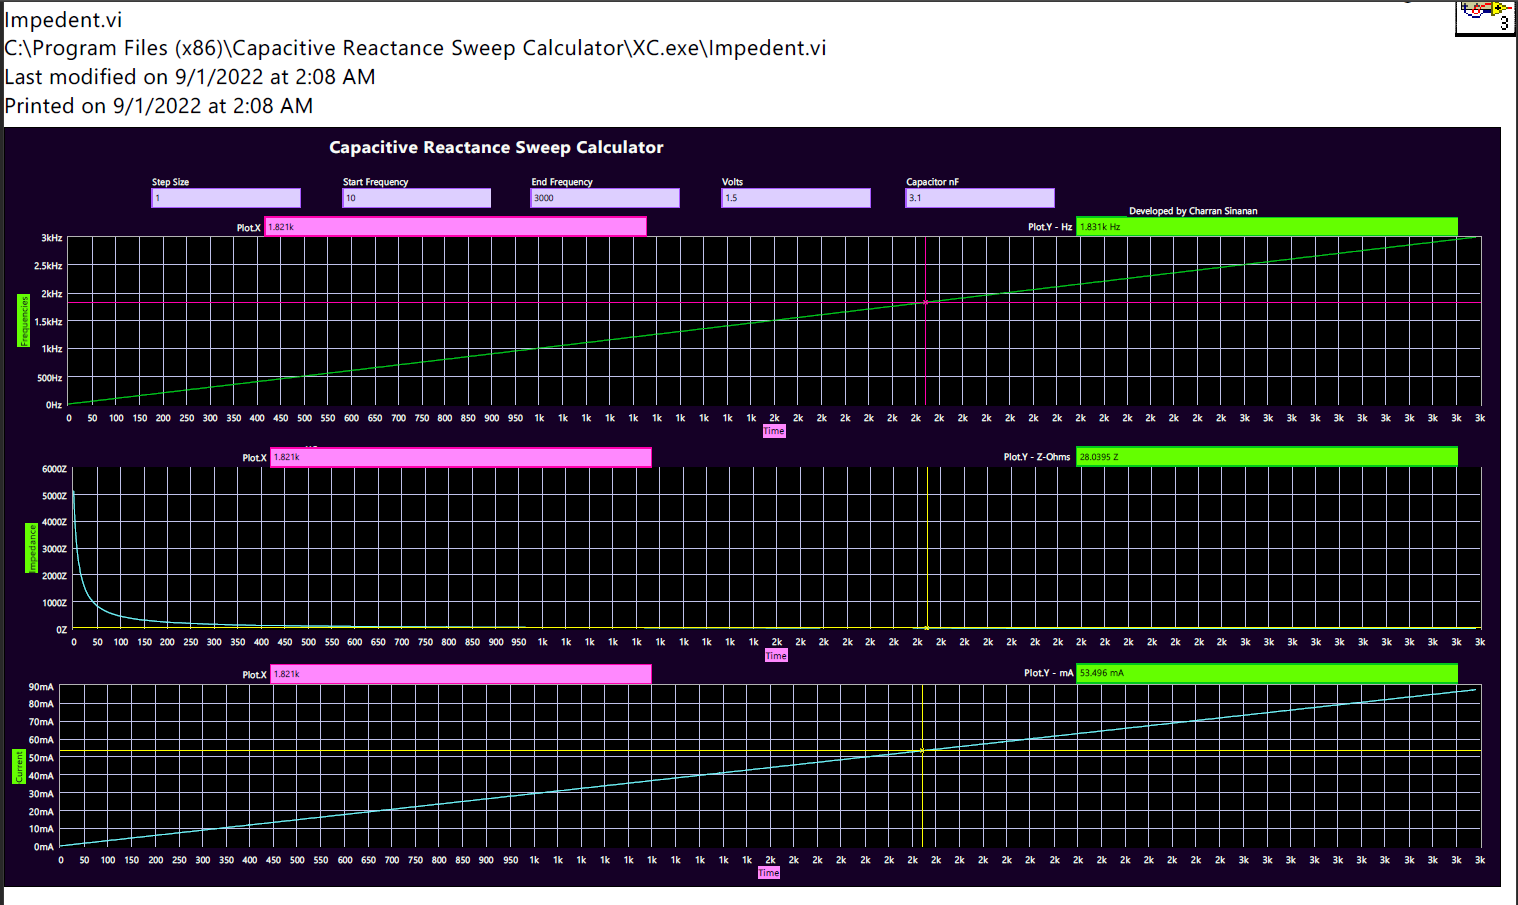 Impedent.vi
C:\Program Files (x86)\Capacitive Reactance Sweep Calculator\XC.exe\Impedent.vi
Last modified on 9/1/2022 at 2:08 AM
Printed on 9/1/2022 at 2:08 AM
3
Capacitive Reactance Sweep Calculator
Step Size Start Frequency End Frequency Volts Capacitor nF
1 10 3000 1.5 3.1
Developed by Charran Sinanan
Plot.X 1.821k Plot.Y - Hz 1.831k Hz
3kHz
2.5kHz
2kHz
1.5kHz
1kHz
500Hz
0Hz
Frequencies
0 50 100 150 200 250 300 350 400 450 500 550 600 650 700 750 800 850 900 950 1k 1k 1k 1k 1k 1k 1k 1k 1k 1k 2k 2k 2k 2k 2k 2k 2k 2k 2k 2k 2k 2k 2k 2k 2k 2k 2k 2k 2k 2k 3k 3k 3k 3k 3k 3k 3k 3k 3k 3k 3k
Time
Plot.X 1.821k Plot.Y - Z-Ohms 28.0395 Z
6000Z
5000Z
4000Z
3000Z
2000Z
1000Z
0Z
Impedance
0 50 100 150 200 250 300 350 400 450 500 550 600 650 700 750 800 850 900 950 1k 1k 1k 1k 1k 1k 1k 1k 1k 1k 2k 2k 2k 2k 2k 2k 2k 2k 2k 2k 2k 2k 2k 2k 2k 2k 2k 2k 2k 2k 3k 3k 3k 3k 3k 3k 3k 3k 3k 3k 3k
Time
Plot.X 1.821k Plot.Y - mA 53.496 mA
90mA
80mA
70mA
60mA
50mA
40mA
30mA
20mA
10mA
0mA
Current
0 50 100 150 200 250 300 350 400 450 500 550 600 650 700 750 800 850 900 950 1k 1k 1k 1k 1k 1k 1k 1k 1k 1k 2k 2k 2k 2k 2k 2k 2k 2k 2k 2k 2k 2k 2k 2k 2k 2k 2k 2k 2k 2k 3k 3k 3k 3k 3k 3k 3k 3k 3k 3k 3k
Time